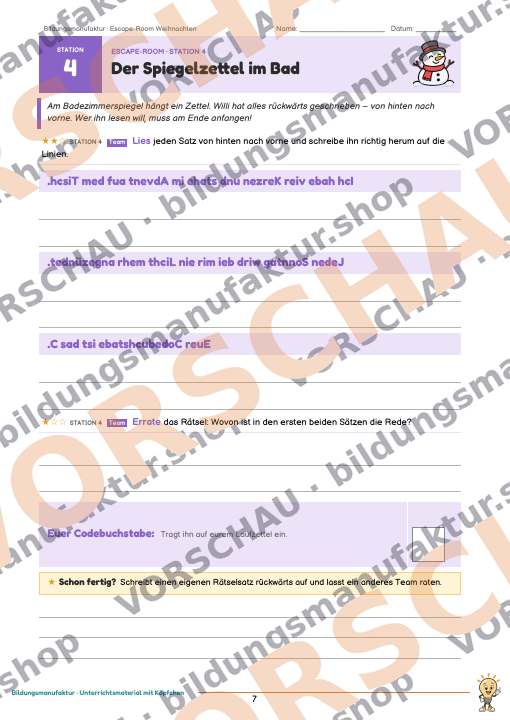 Bildungsmanufaktur · Escape-Room Weihnachten Name: Datum:
STATION
4
ESCAPE-ROOM · STATION 4
Der Spiegelzettel im Bad
Am Badezimmerspiegel hängt ein Zettel. Willi hat alles rückwärts geschrieben – von hinten nach
vorne. Wer ihn lesen will, muss am Ende anfangen!
STATION 4 Team Lies jeden Satz von hinten nach vorne und schreibe ihn richtig herum auf die
Linien.
.hcsiT med fua tnevdA mi ehets dnu nezreK reiv ebah hcI
.tednüzegna rhem thciL nie rim ieb driw gatnnoS nedeJ
.C sad tsi ebatshcubedoC reuE
STATION 4 Team Errate das Rätsel: Wovon ist in den ersten beiden Sätzen die Rede?
Euer Codebuchstabe: Tragt ihn auf eurem Laufzettel ein.
★ Schon fertig? Schreibt einen eigenen Rätselsatz rückwärts auf und lasst ein anderes Team raten.
Bildungsmanufaktur · Unterrichtsmaterial mit Köpfchen
7
VORSCHAU · bildungsmanufaktur.shop
VORSCHAU